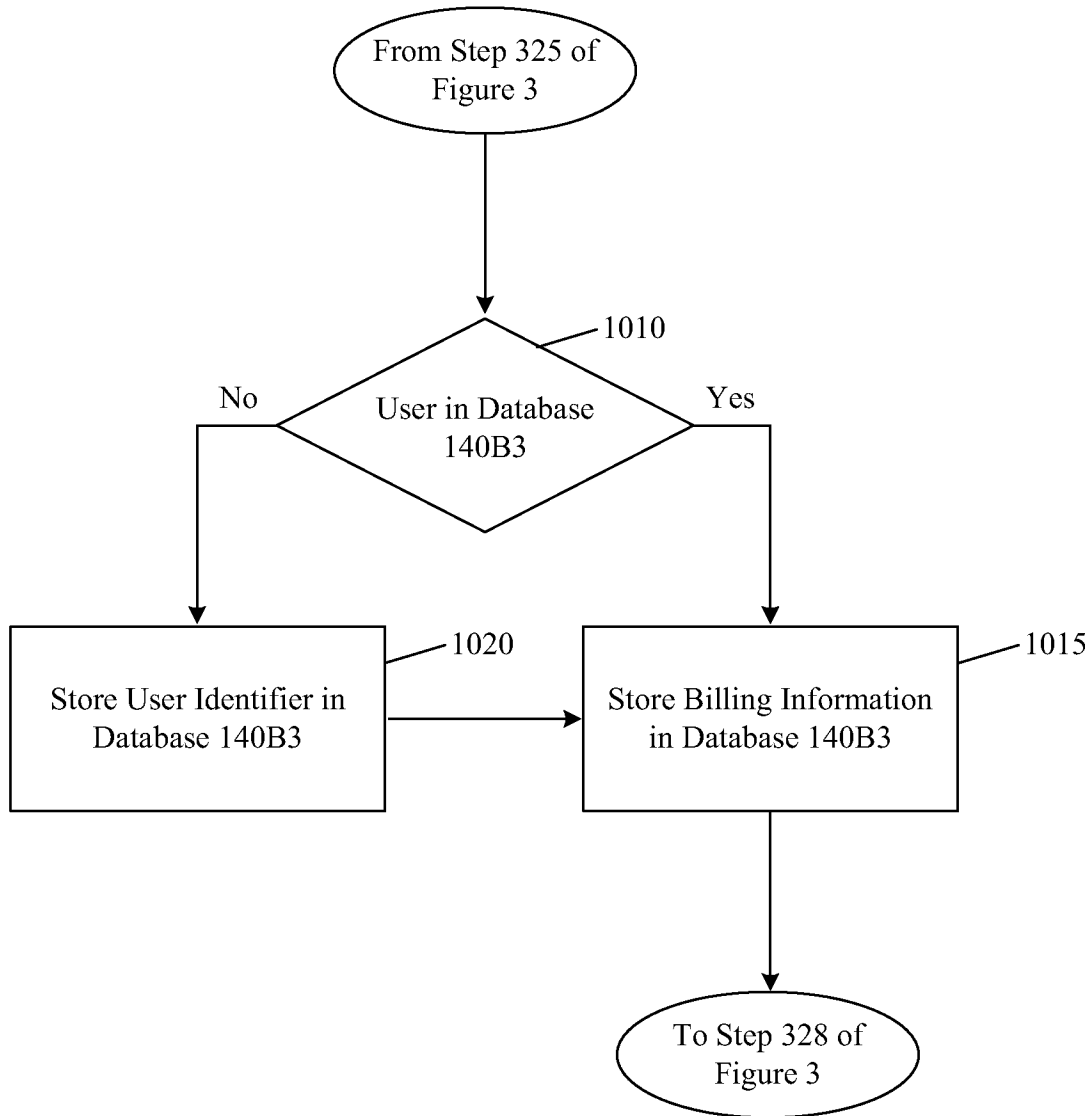 From Step 325 of
Figure 3
1010
No
Yes
User in Database
140B3
1020
1015
Store User Identifier in
Database 140B3
Store Billing Information
in Database 140B3
To Step 328 of
Figure 3